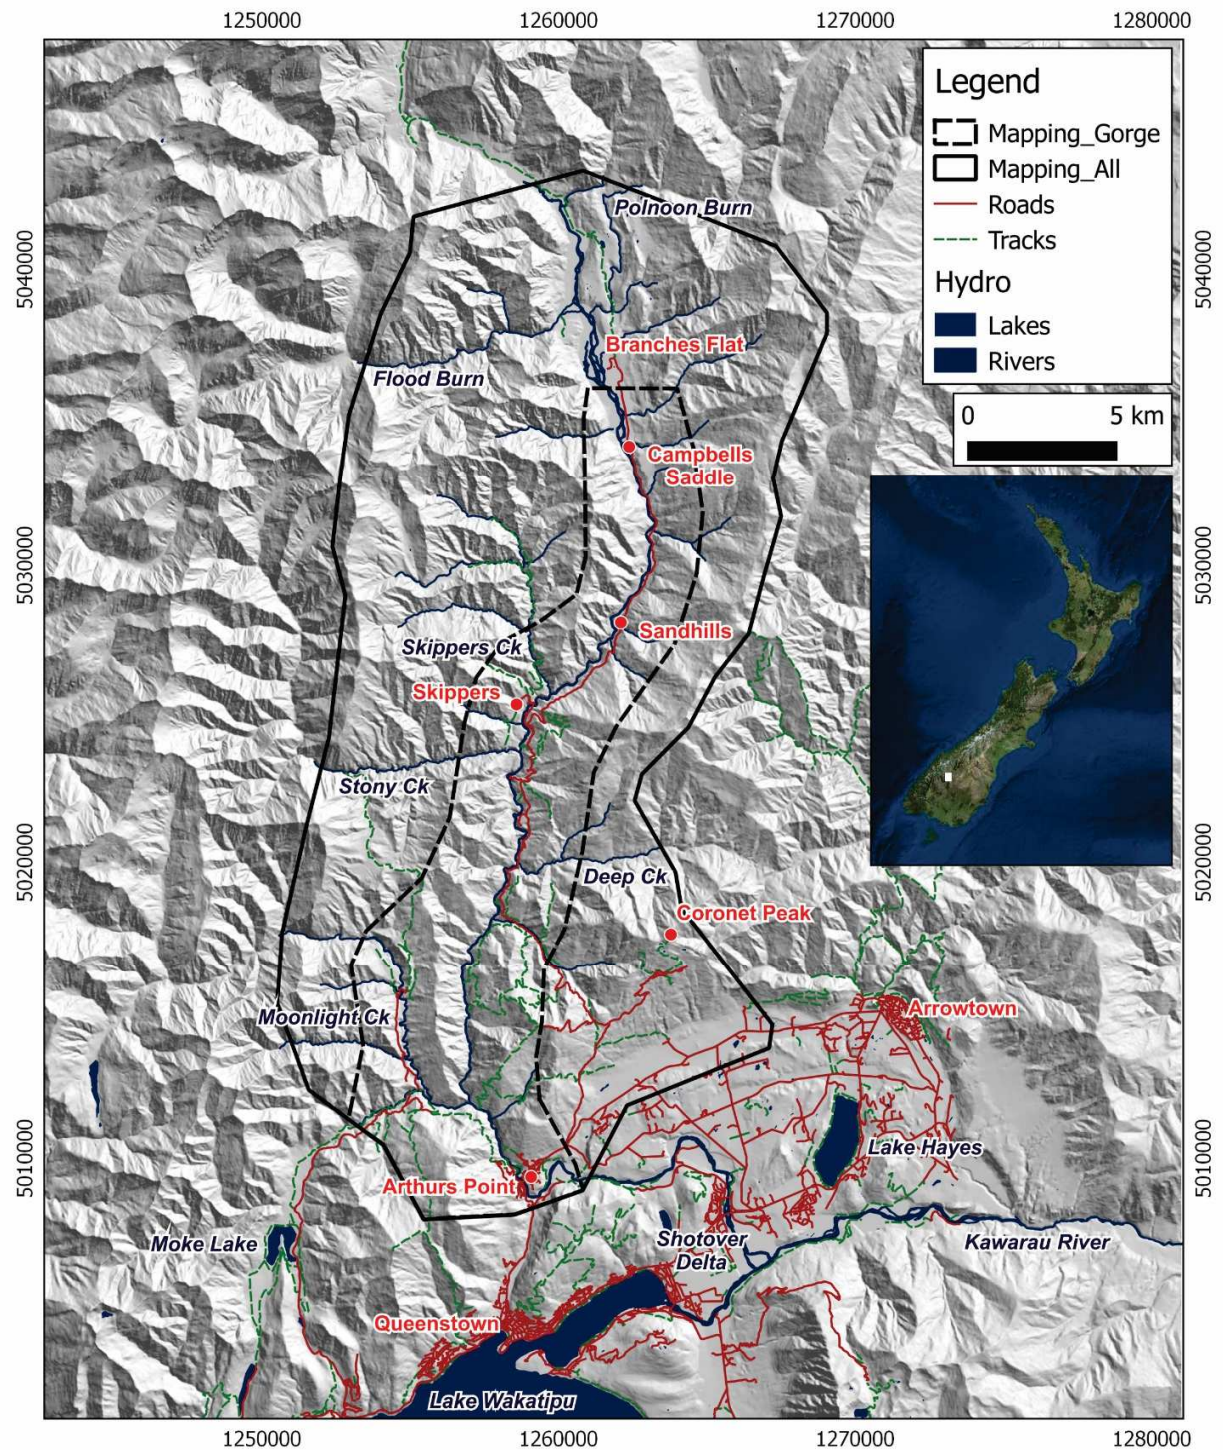 1250000 1260000 1270000 1280000
Legend
Mapping_Gorge
Mapping_All
Roads
Tracks
Hydro
Lakes
Rivers
0 5 km
5040000
5030000
5020000
5010000
5040000
5030000
5020000
5010000
Polnoon Burn
Branches Flat
Flood Burn
Campbells
Saddle
Sandhills
Skippers Ck
Skippers
Stony Ck
Deep Ck
Coronet Peak
Arrowtown
Moonlight Ck
Lake Hayes
Arthurs Point
Moke Lake
Shotover
Delta
Kawarau River
Queenstown
Lake Wakatipu
1250000 1260000 1270000 1280000